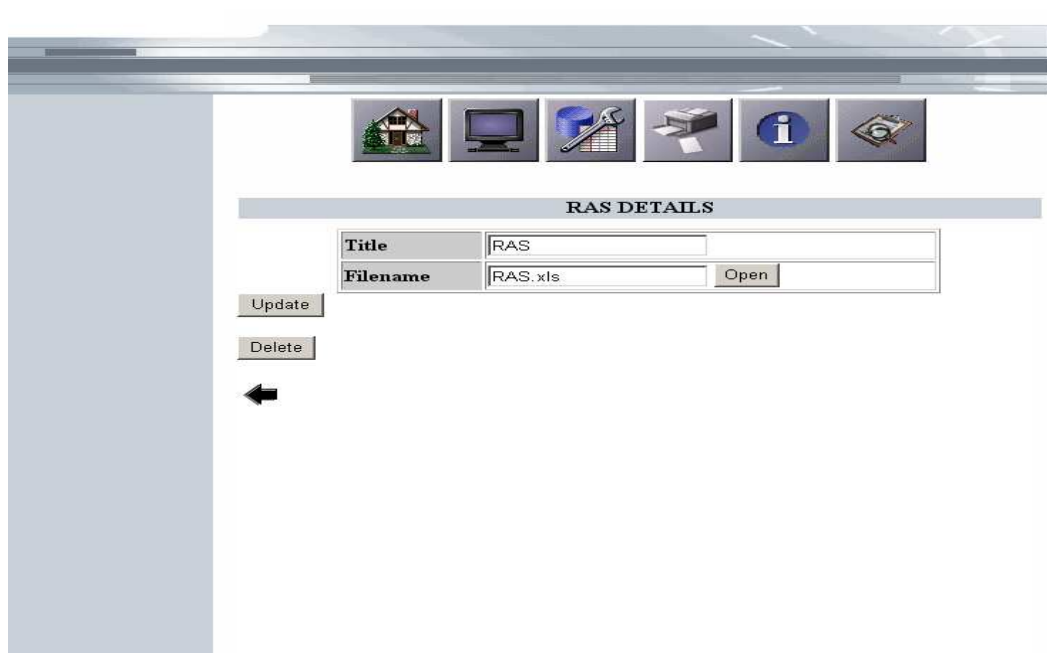 RAS DETAILS
Title RAS
Filename RAS.xls Open
Update
Delete